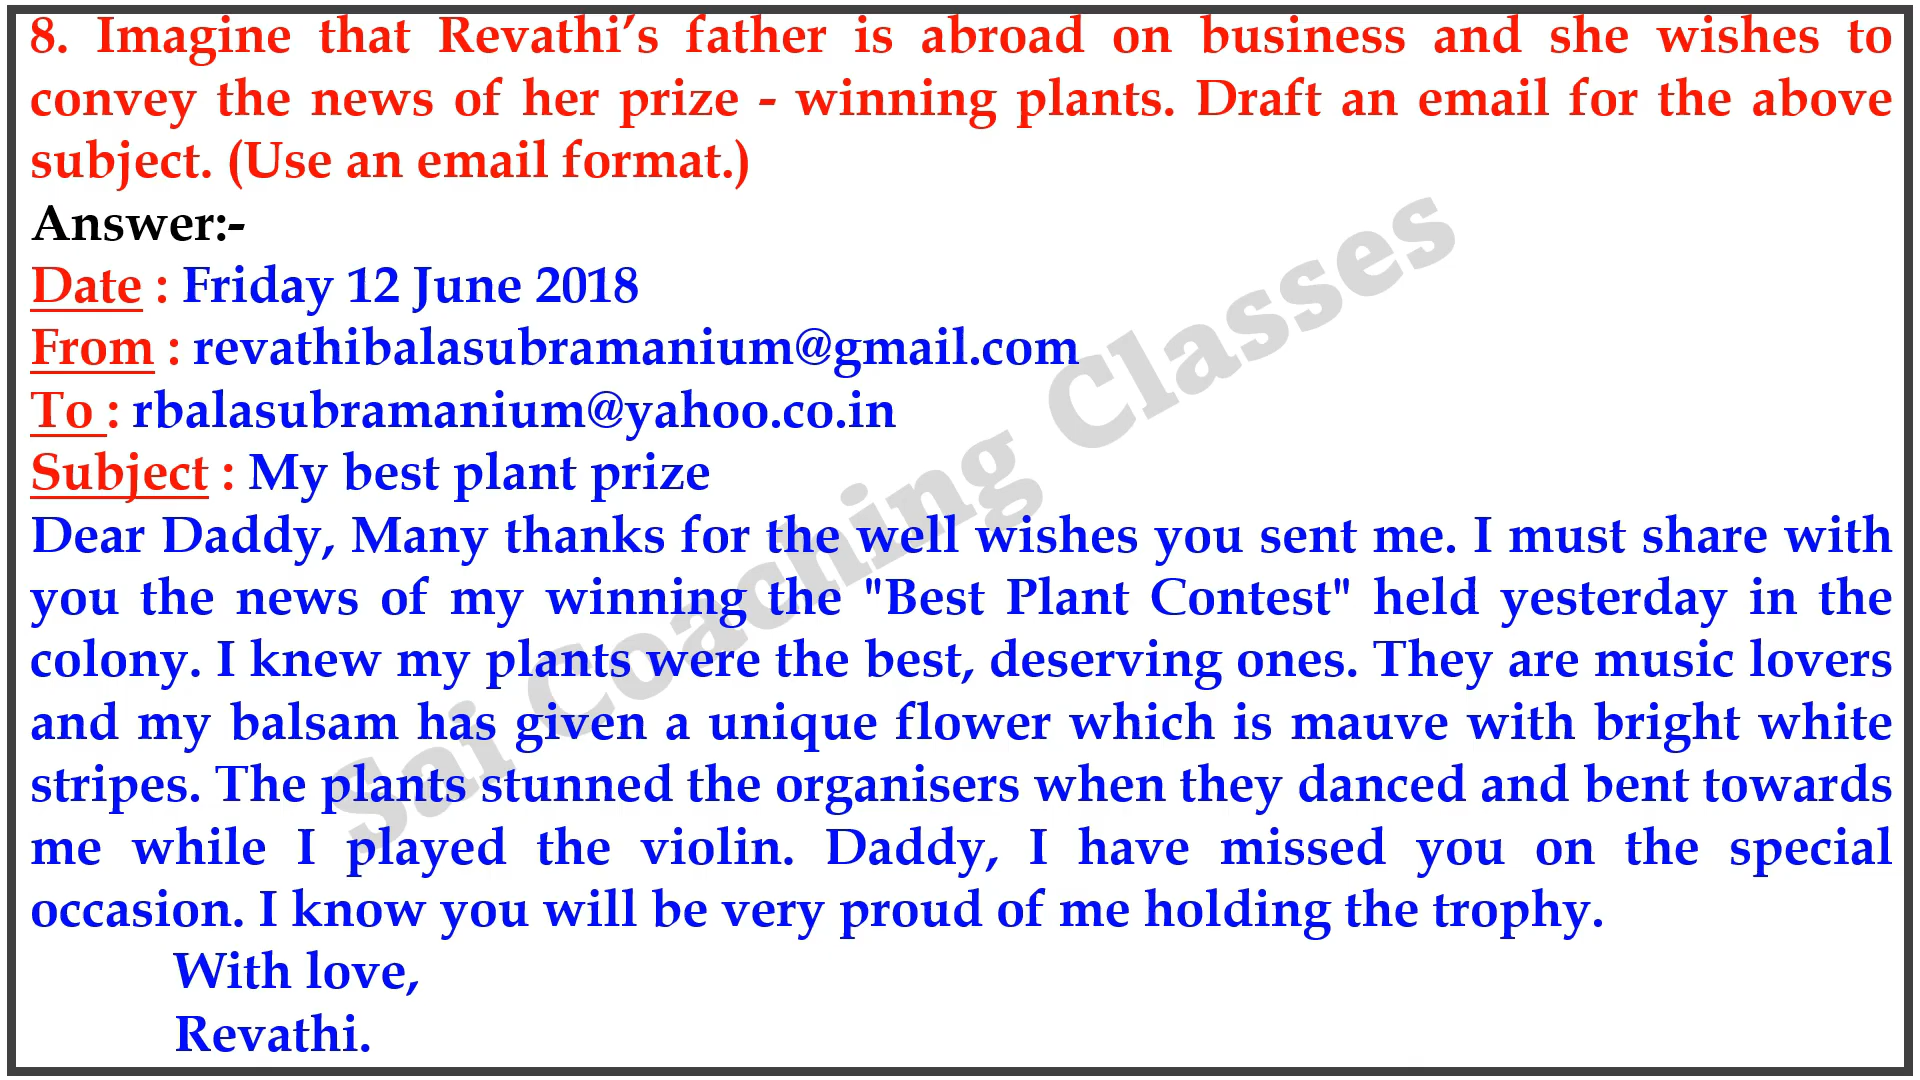 8. Imagine that Revathi’s father is abroad on business and she wishes to
convey the news of her prize - winning plants. Draft an email for the above
subject. (Use an email format.)
Answer:-
Date : Friday 12 June 2018
From : revathibalasubramanium@gmail.com
To : rbalasubramanium@yahoo.co.in
Subject : My best plant prize
Dear Daddy, Many thanks for the well wishes you sent me. I must share with
you the news of my winning the "Best Plant Contest" held yesterday in the
colony. I knew my plants were the best, deserving ones. They are music lovers
and my balsam has given a unique flower which is mauve with bright white
stripes. The plants stunned the organisers when they danced and bent towards
me while I played the violin. Daddy, I have missed you on the special
occasion. I know you will be very proud of me holding the trophy.
With love,
Revathi.
Sai Coaching Classes